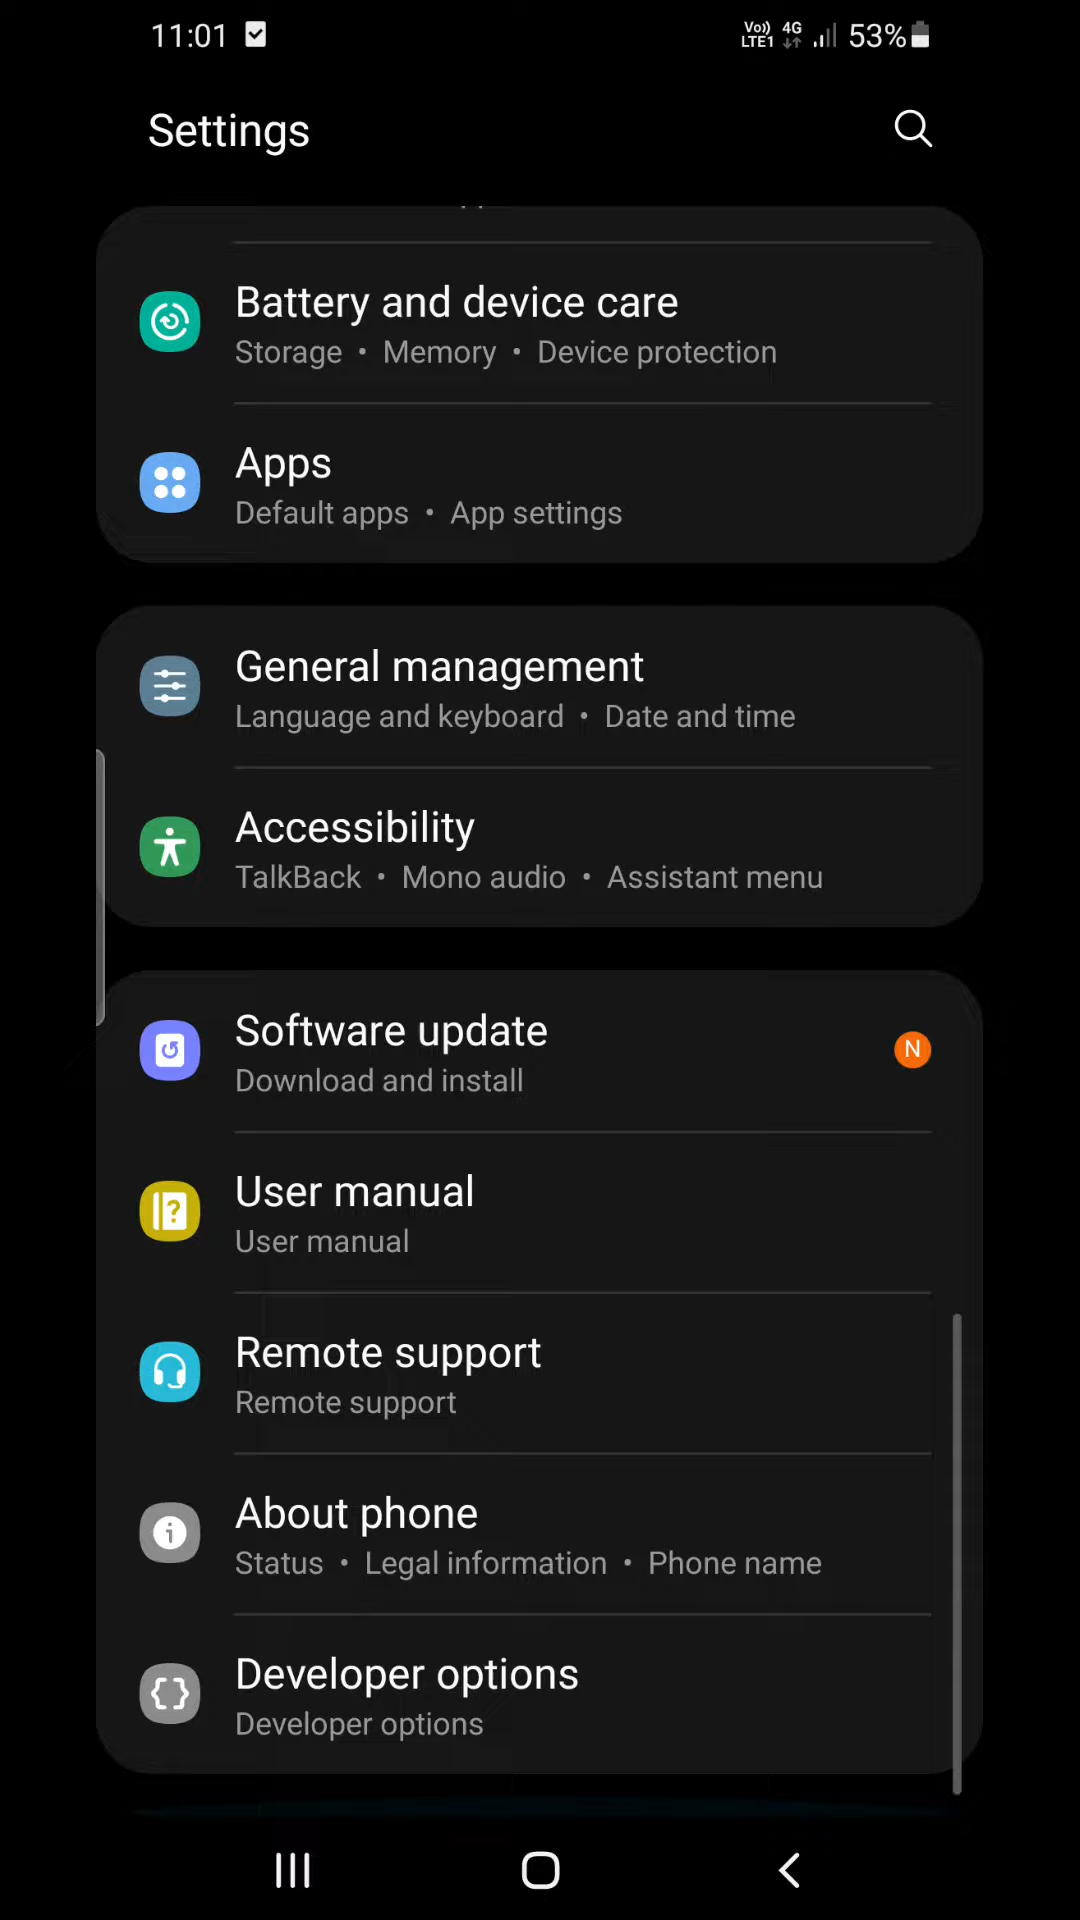 11:01
Vo)) LTE1 4G 53%
Settings
Battery and device care
Storage • Memory • Device protection
Apps
Default apps • App settings
General management
Language and keyboard • Date and time
Accessibility
TalkBack • Mono audio • Assistant menu
Software update
N
Download and install
User manual
User manual
Remote support
Remote support
About phone
Status • Legal information • Phone name
Developer options
Developer options